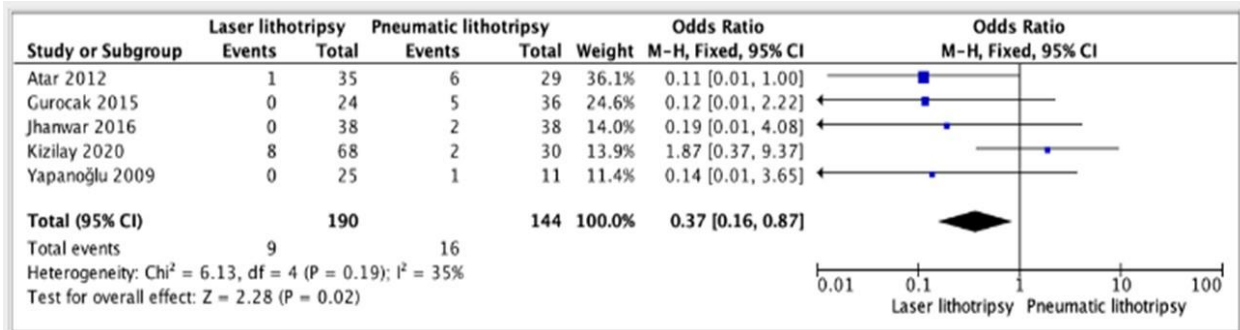 Laser lithotripsy Pneumatic lithotripsy Odds Ratio Odds Ratio
Study or Subgroup Events Total Events Total Weight M-H, Fixed, 95% CI M-H, Fixed, 95% CI
Atar 2012 1 35 6 29 36.1% 0.11 [0.01, 1.00]
Gurocak 2015 0 24 5 36 24.6% 0.12 [0.01, 2.22]
Jhanwar 2016 0 38 2 38 14.0% 0.19 [0.01, 4.08]
Kizilay 2020 8 68 2 30 13.9% 1.87 [0.37, 9.37]
Yapanoğlu 2009 0 25 1 11 11.4% 0.14 [0.01, 3.65]
Total (95% CI) 190 144 100.0% 0.37 [0.16, 0.87]
Total events 9 16
Heterogeneity: Chi² = 6.13, df = 4 (P = 0.19); I² = 35%
Test for overall effect: Z = 2.28 (P = 0.02)
0.01 0.1 1 10 100
Laser lithotripsy Pneumatic lithotripsy